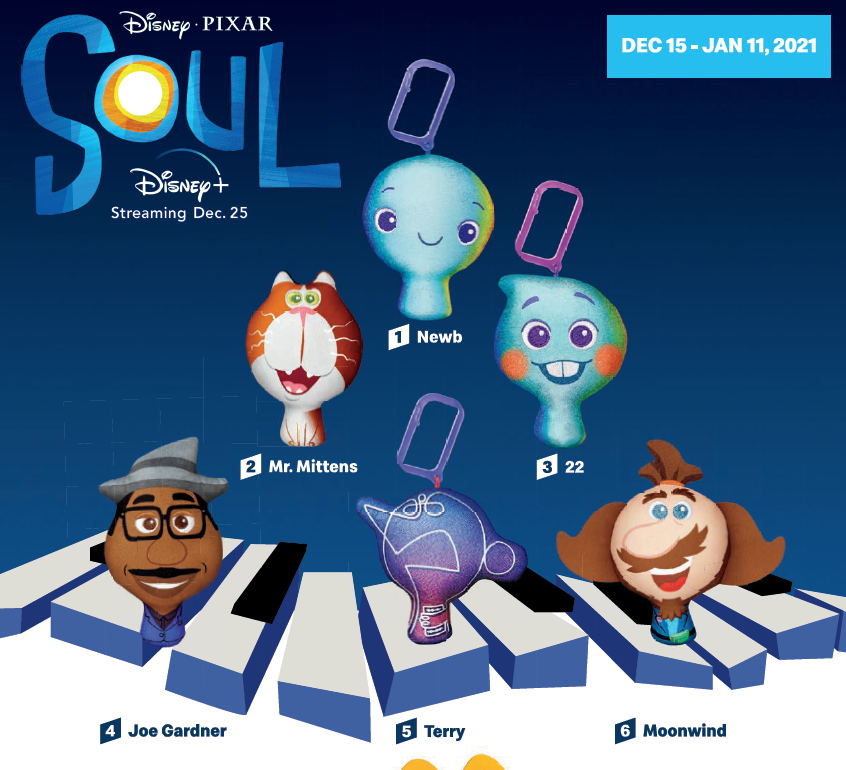 Disney · PIXAR
SOUL
Disney+
Streaming Dec. 25
DEC 15 - JAN 11, 2021
1 Newb
2 Mr. Mittens
3 22
4 Joe Gardner
5 Terry
6 Moonwind